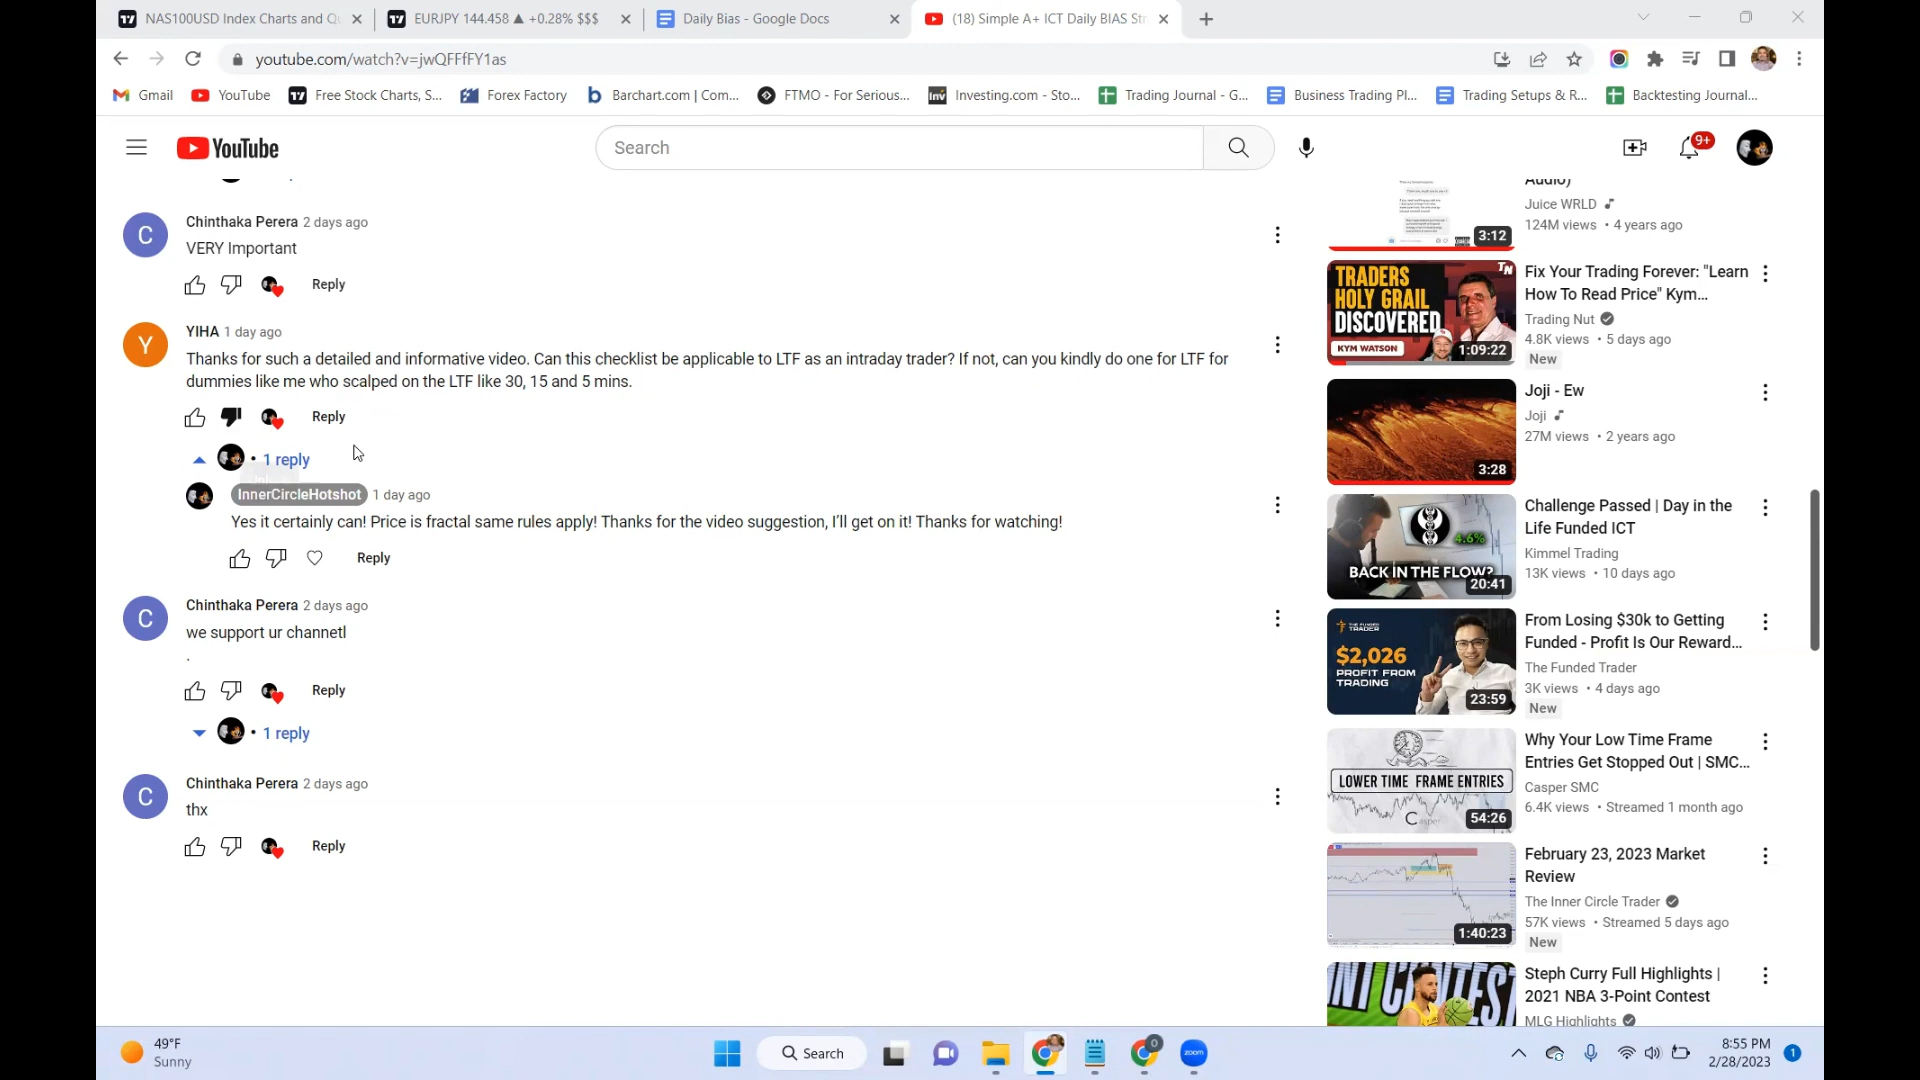 NAS100USD Index Charts and Qu
EURJPY 144.458 ▲ +0.28% $$$
Daily Bias - Google Docs
(18) Simple A+ ICT Daily BIAS Str
youtube.com/watch?v=jwQFFfFY1as
Gmail
YouTube
Free Stock Charts, S...
Forex Factory
Barchart.com | Com...
FTMO - For Serious...
Investing.com - Sto...
Trading Journal - G...
Business Trading Pl...
Trading Setups & R...
Backtesting Journal...
YouTube
Search
9+
Chinthaka Perera 2 days ago
VERY Important
Reply
YIHA 1 day ago
Thanks for such a detailed and informative video. Can this checklist be applicable to LTF as an intraday trader? If not, can you kindly do one for LTF for
dummies like me who scalped on the LTF like 30, 15 and 5 mins.
Reply
• 1 reply
InnerCircleHotshot 1 day ago
Yes it certainly can! Price is fractal same rules apply! Thanks for the video suggestion, I'll get on it! Thanks for watching!
Reply
Chinthaka Perera 2 days ago
we support ur channetl
.
Reply
• 1 reply
Chinthaka Perera 2 days ago
thx
Reply
Audio)
Juice WRLD
124M views • 4 years ago
3:12
TRADERS
HOLY GRAIL
DISCOVERED
KYM WATSON
TN
1:09:22
Fix Your Trading Forever: "Learn
How To Read Price" Kym...
Trading Nut
4.8K views • 5 days ago
New
3:28
Joji - Ew
Joji
27M views • 2 years ago
4.6%
BACK IN THE FLOW?
20:41
Challenge Passed | Day in the
Life Funded ICT
Kimmel Trading
13K views • 10 days ago
THE FUNDED
TRADER
$2,026
PROFIT FROM
TRADING
23:59
From Losing $30k to Getting
Funded - Profit Is Our Reward...
The Funded Trader
3K views • 4 days ago
New
LOWER TIME FRAME ENTRIES
Casper
54:26
Why Your Low Time Frame
Entries Get Stopped Out | SMC...
Casper SMC
6.4K views • Streamed 1 month ago
1:40:23
February 23, 2023 Market
Review
The Inner Circle Trader
57K views • Streamed 5 days ago
New
Steph Curry Full Highlights |
2021 NBA 3-Point Contest
MLG Highlights
49°F
Sunny
Search
0
zoom
8:55 PM
2/28/2023
1